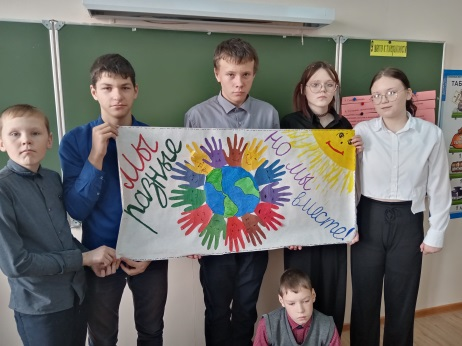 Мы разные
но мы вместе!